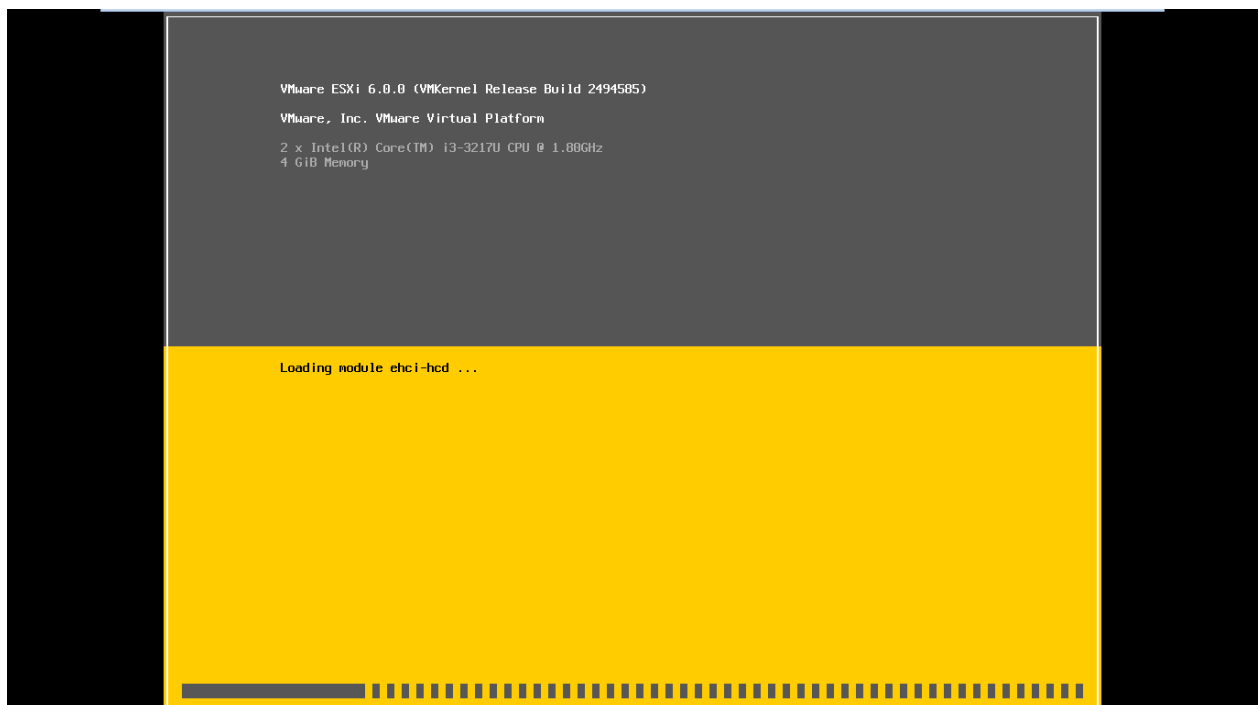 VMware ESXi 6.0.0 (VMKernel Release Build 2494585)
VMware, Inc. VMware Virtual Platform
2 x Intel(R) Core(TM) i3-3217U CPU @ 1.80GHz
4 GiB Memory
Loading module ehci-hcd ...